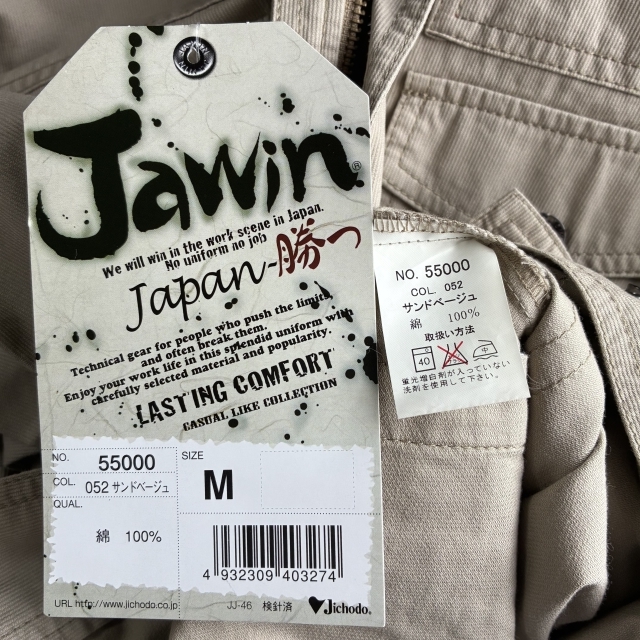 Jawin®
We will win in the work scene in Japan.
No uniform no job
Japan-勝つ
Technical gear for people who push the limits,
and often break them.
Enjoy your work life in this splendid uniform with
carefully selected material and popularity.
LASTING COMFORT
CASUAL LIKE COLLECTION
NO. 55000
COL. 052 サンドベージュ
QUAL.
綿 100%
SIZE
M
4 932309 403274
URL http://www.jichodo.co.jp
JJ-46 検針済
Jichodo.
NO. 55000
COL. 052
サンドベージュ
綿 100%
取扱い方法
40
中
蛍光増白剤が入っていない
洗剤を使用して下さい。